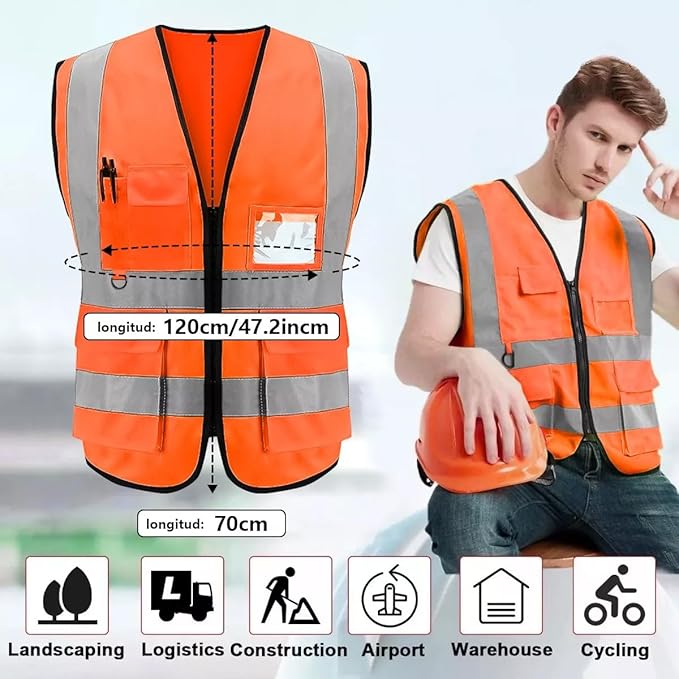 longitud: 120cm/47.2incm
longitud: 70cm
L
Landscaping
Logistics
Construction
Airport
Warehouse
Cycling